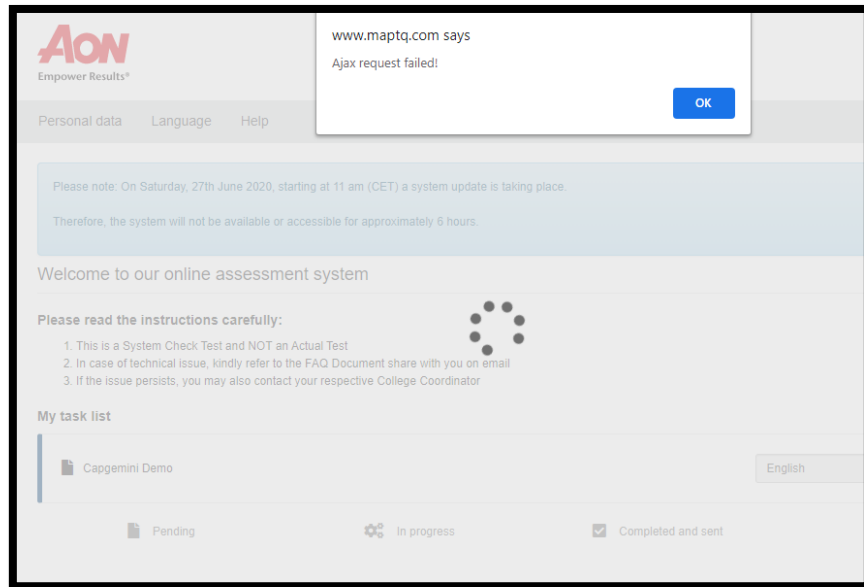 AON
Empower Results®
www.maptq.com says
Ajax request failed!
OK
Personal data Language Help
Please note: On Saturday, 27th June 2020, starting at 11 am (CET) a system update is taking place.
Therefore, the system will not be available or accessible for approximately 6 hours.
Welcome to our online assessment system
Please read the instructions carefully:
1. This is a System Check Test and NOT an Actual Test
2. In case of technical issue, kindly refer to the FAQ Document share with you on email
3. If the issue persists, you may also contact your respective College Coordinator
My task list
Capgemini Demo English
Pending In progress Completed and sent